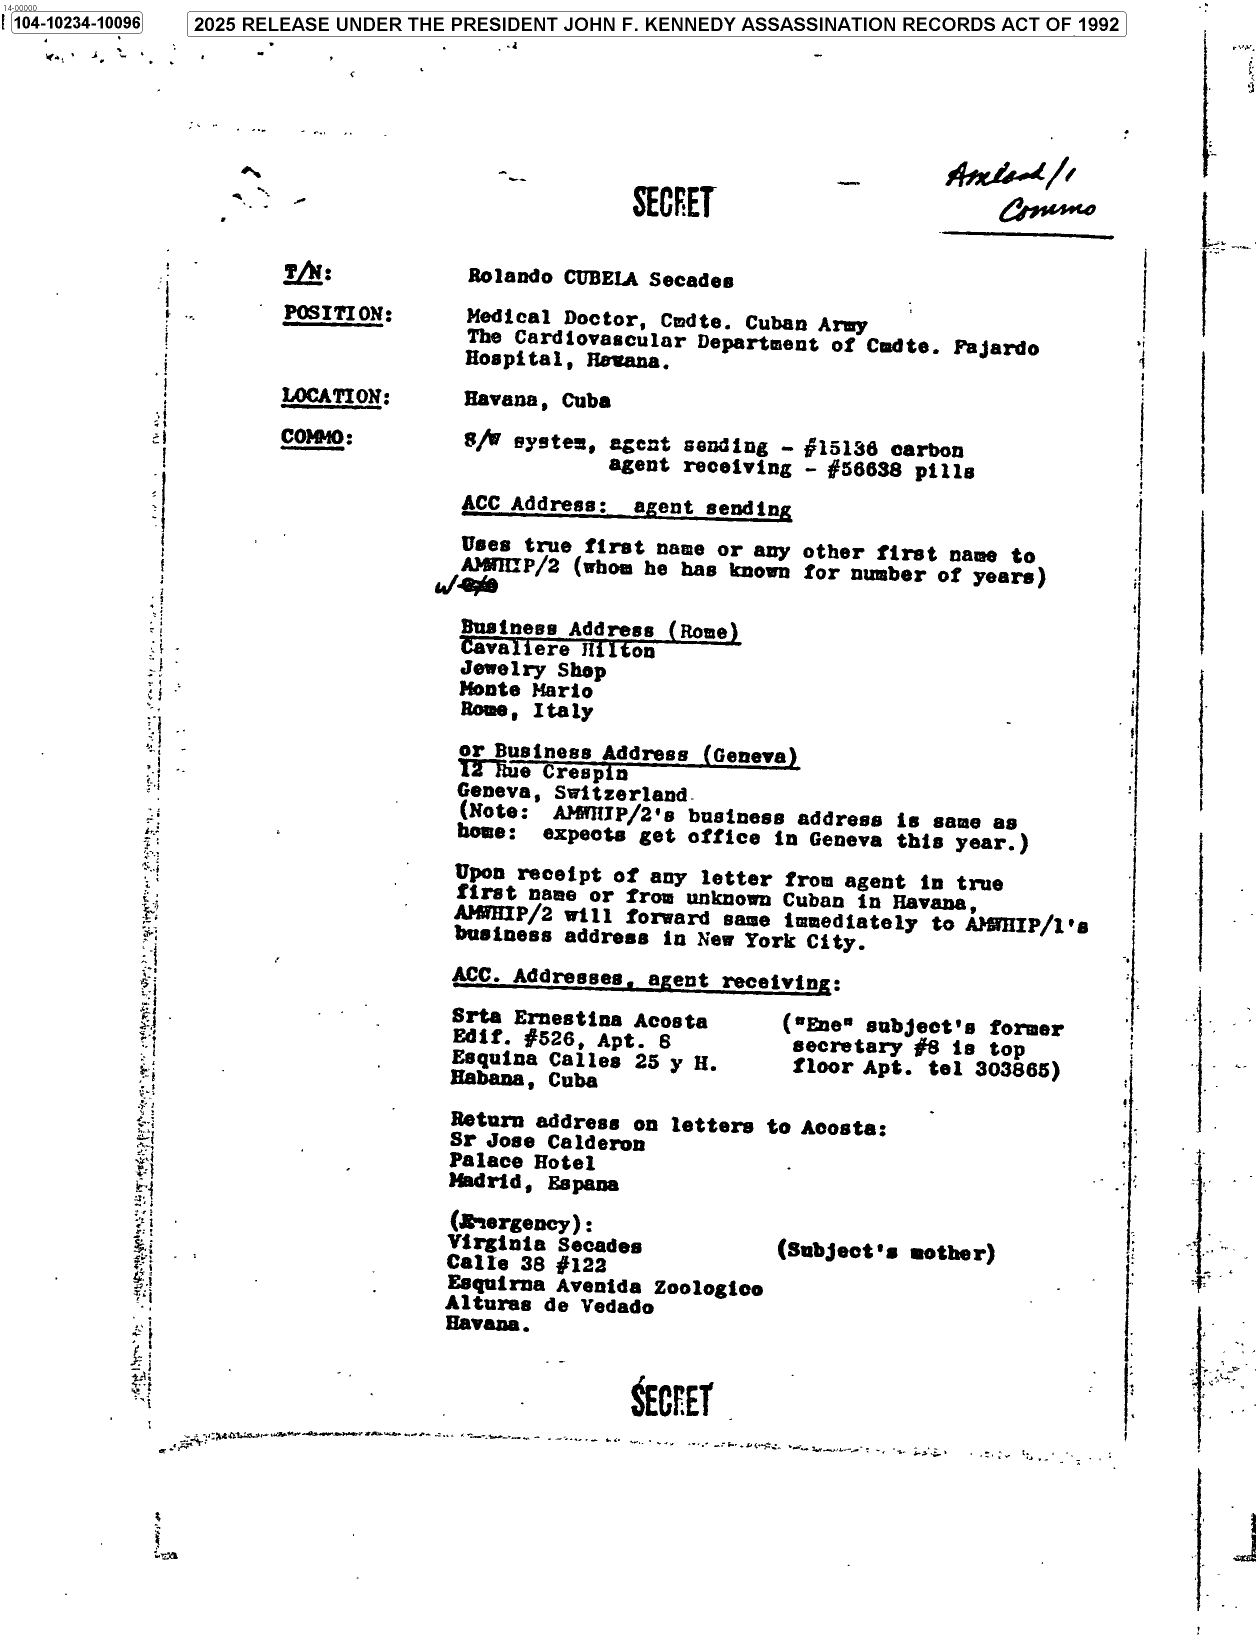 14-00000
104-10234-10096
2025 RELEASE UNDER THE PRESIDENT JOHN F. KENNEDY ASSASSINATION RECORDS ACT OF 1992
Amlash/1
Commo
SECRET
T/N: Rolando CUBELA Secades
POSITION: Medical Doctor, Cmdte. Cuban Army
The Cardiovascular Department of Cmdte. Fajardo
Hospital, Havana.
LOCATION: Havana, Cuba
COMMO: S/W system, agent sending - #15136 carbon
agent receiving - #56638 pills
ACC Address: agent sending
Uses true first name or any other first name to
AMWHIP/2 (whom he has known for number of years)
w/
Business Address (Rome)
Cavaliere Hilton
Jewelry Shop
Monte Mario
Rome, Italy
or Business Address (Geneva)
12 Rue Crespin
Geneva, Switzerland.
(Note: AMWHIP/2's business address is same as
home: expects get office in Geneva this year.)
Upon receipt of any letter from agent in true
first name or from unknown Cuban in Havana,
AMWHIP/2 will forward same immediately to AMWHIP/1's
business address in New York City.
ACC. Addresses, agent receiving:
Srta Ernestina Acosta ("Ene" subject's former
Edif. #526, Apt. 8 secretary #8 is top
Esquina Calles 25 y H. floor Apt. tel 303865)
Habana, Cuba
Return address on letters to Acosta:
Sr Jose Calderon
Palace Hotel
Madrid, Espana
(Emergency):
Virginia Secades (Subject's mother)
Calle 38 #122
Esquirna Avenida Zoologico
Alturas de Vedado
Havana.
SECRET